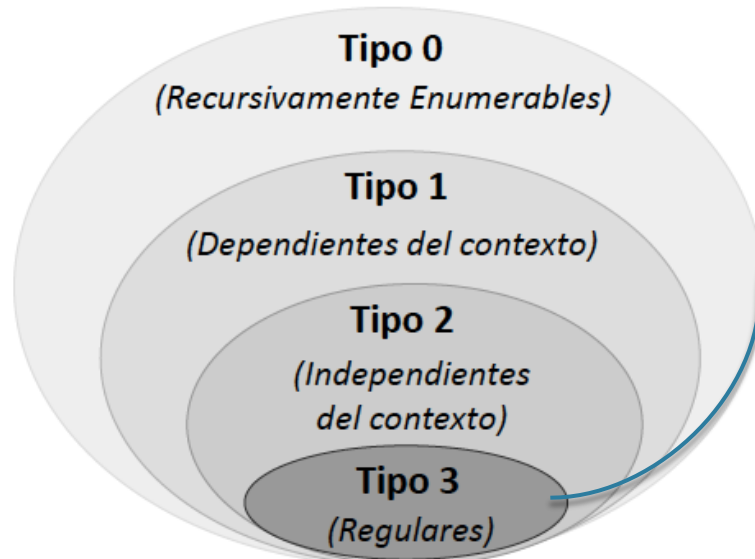 Tipo 0
(Recursivamente Enumerables)
Tipo 1
(Dependientes del contexto)
Tipo 2
(Independientes
del contexto)
Tipo 3
(Regulares)